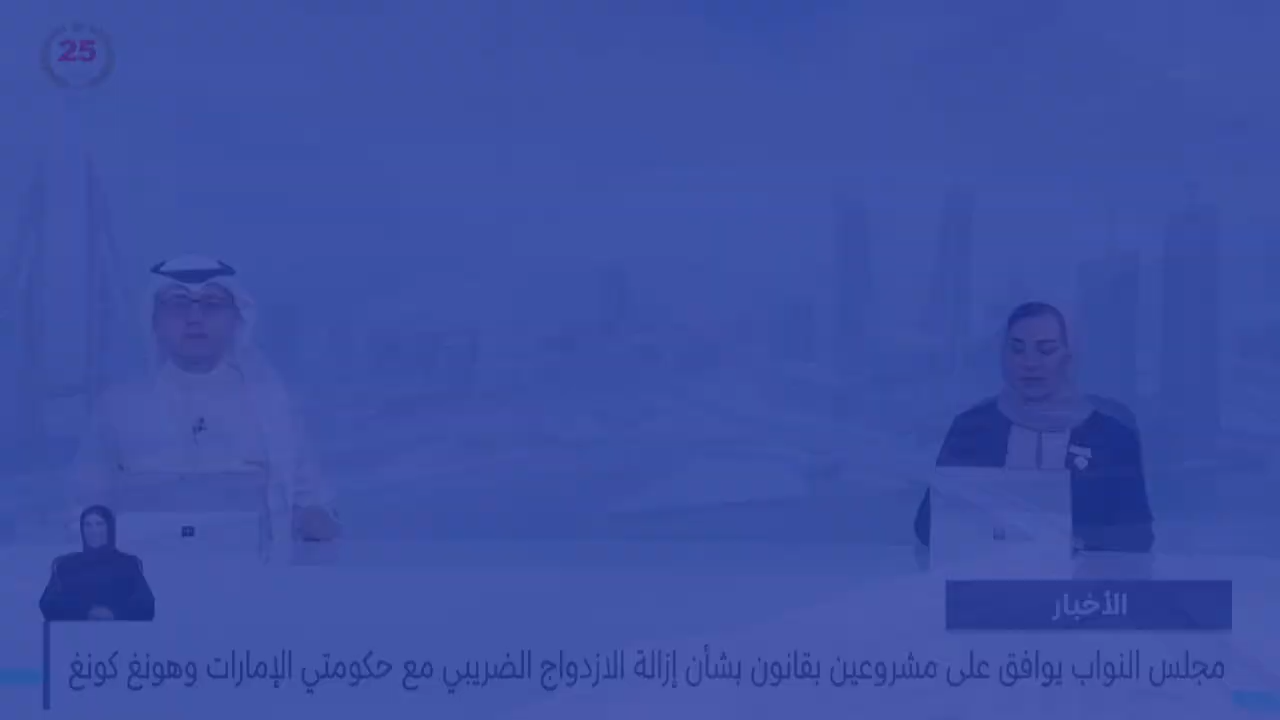 25
الأخبار
مجلس النواب يوافق على مشروعين بقانون بشأن إزالة الازدواج الضريبي مع حكومتي الإمارات وهونغ كونغ